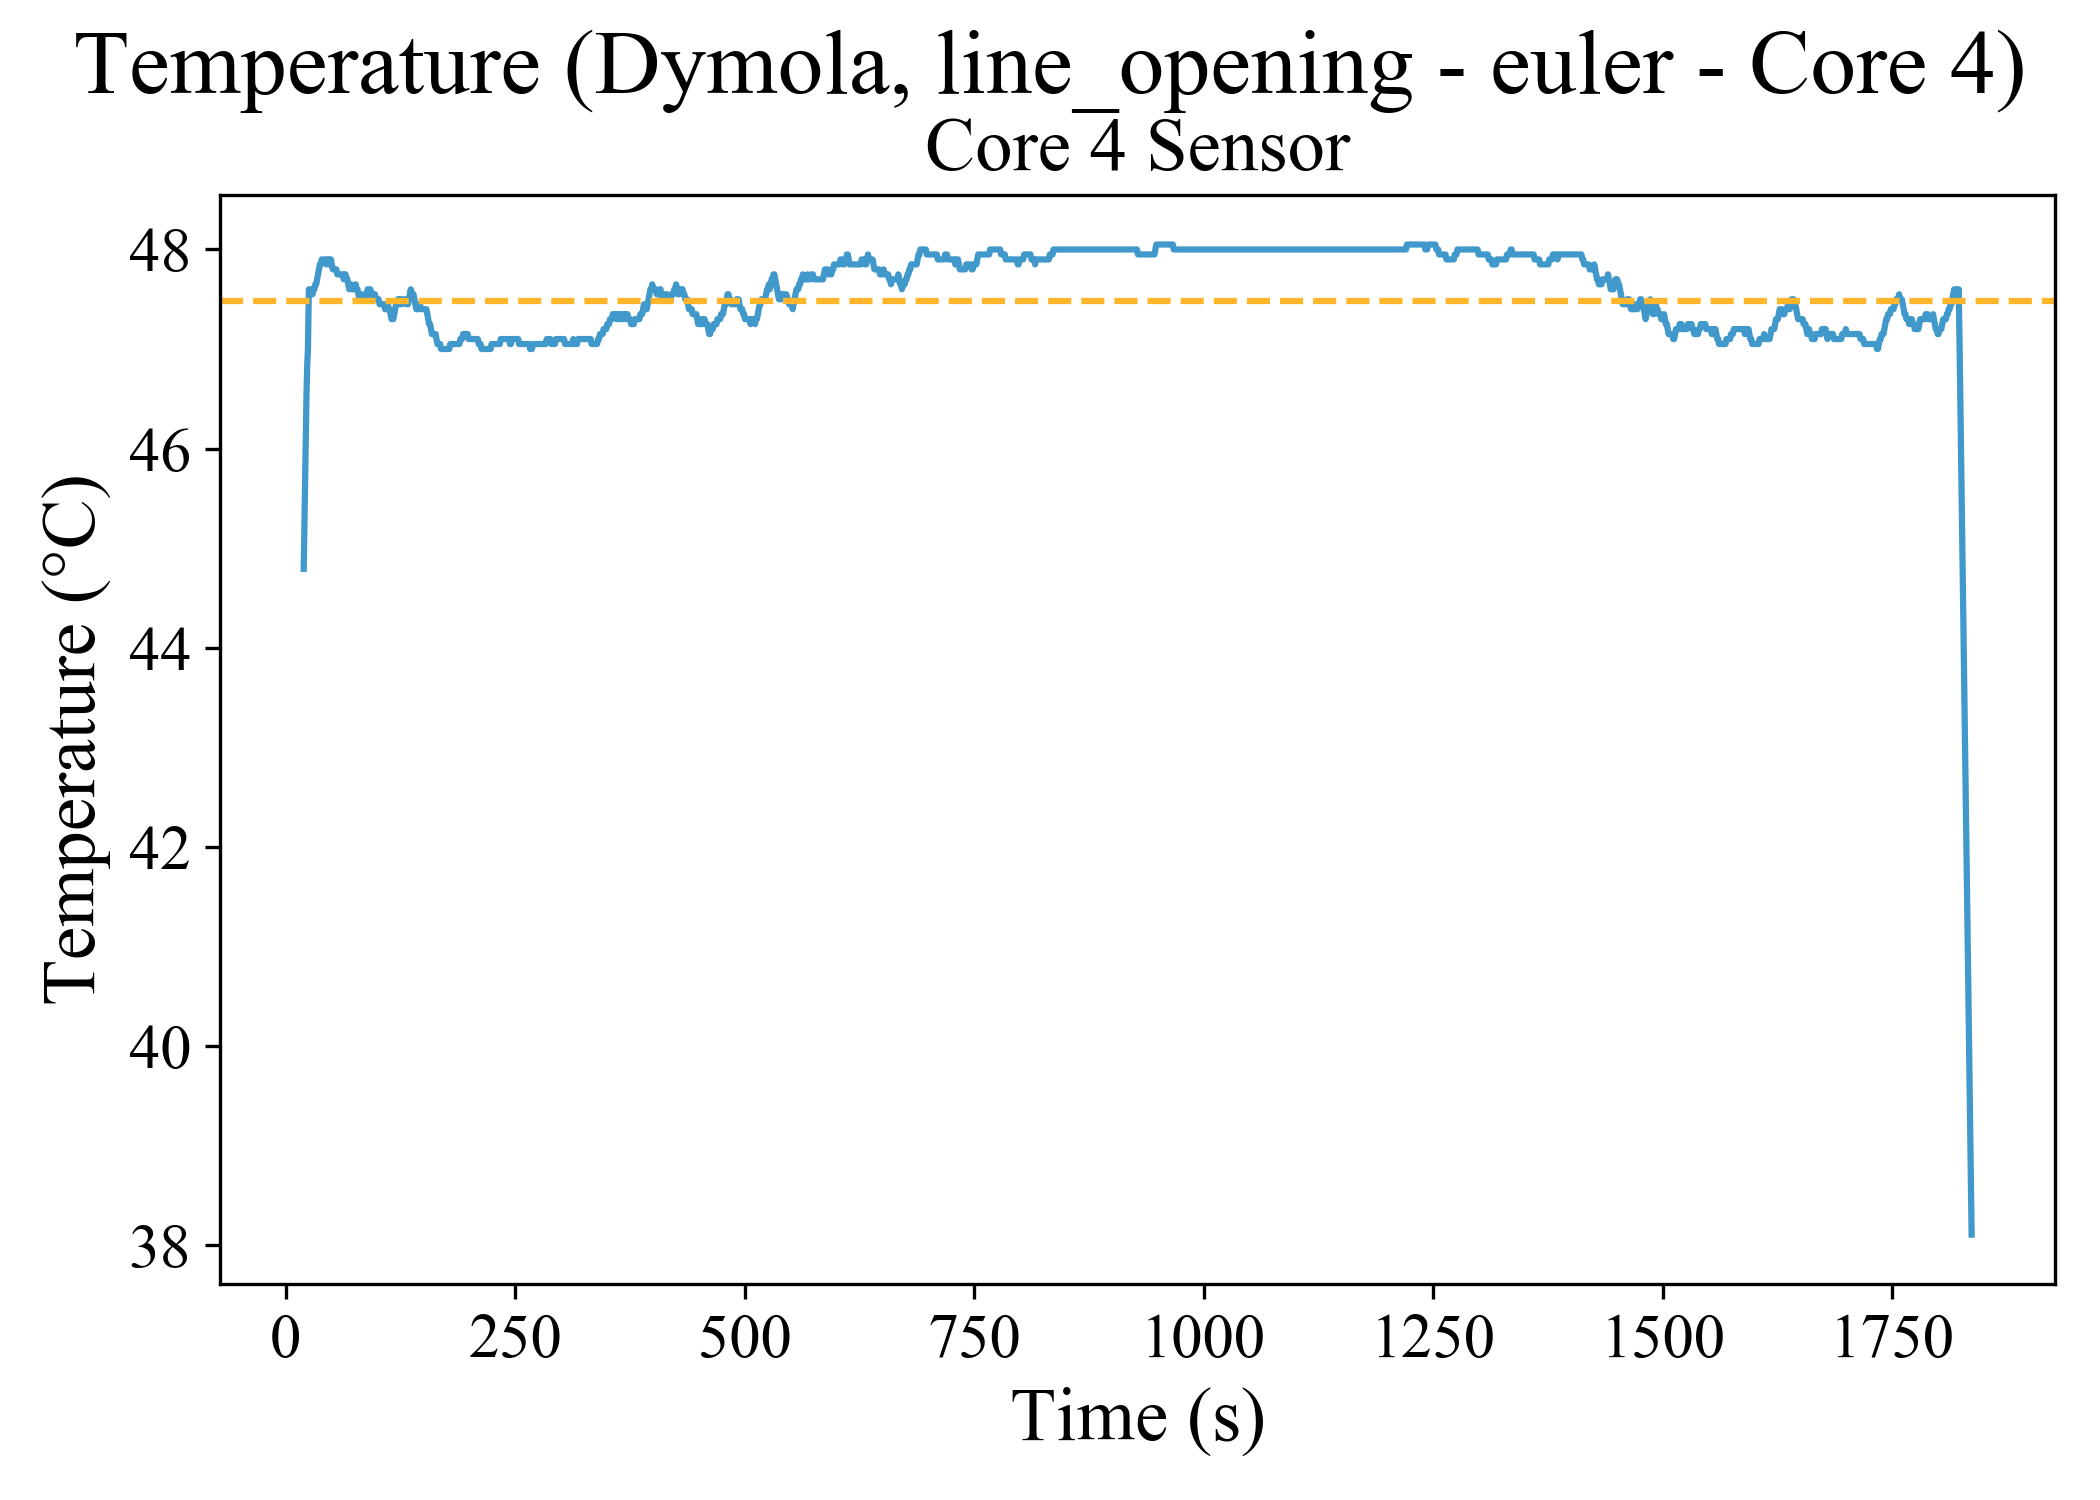 Temperature (Dymola, line_opening - euler - Core 4)
Core 4 Sensor
48
46
44
42
40
38
Temperature (°C)
0 250 500 750 1000 1250 1500 1750
Time (s)